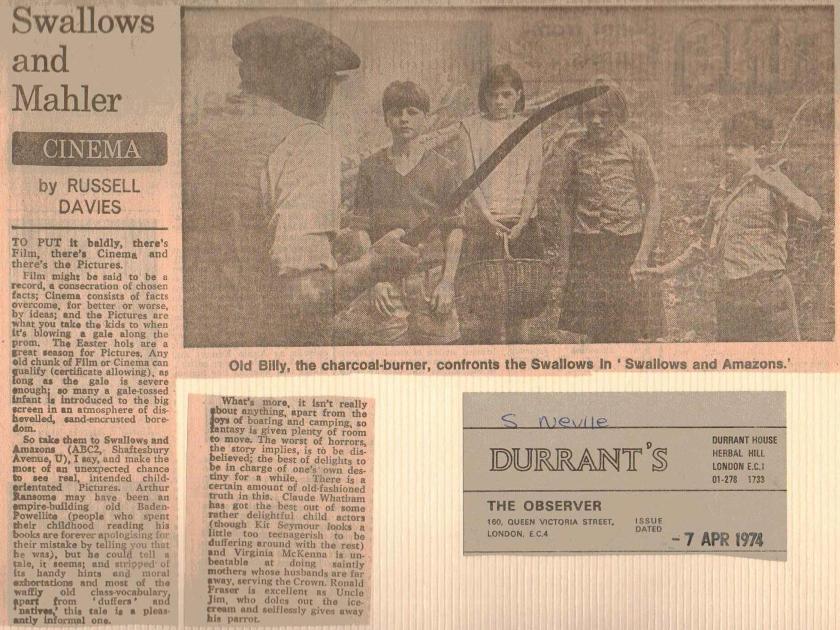 Swallows
and
Mahler
CINEMA
by RUSSELL
DAVIES
TO PUT it baldly, there's
Film, there's Cinema and
there's the Pictures.
Film might be said to be a
record, a consecration of chosen
facts; Cinema consists of facts
overcome, for better or worse,
by ideas; and the Pictures are
what you take the kids to when
it's blowing a gale along the
prom. The Easter hols are a
great season for Pictures. Any
old chunk of Film or Cinema can
qualify (certificate allowing), as
long as the gale is severe
enough; so many a gale-tossed
infant is introduced to the big
screen in an atmosphere of dis-
hevelled, sand-encrusted bore-
dom.
So take them to Swallows and
Amazons (ABC2, Shaftesbury
Avenue, U), I say, and make the
most of an unexpected chance
to see real, intended child-
orientated Pictures. Arthur
Ransome may have been an
empire-building old Baden-
Powellite (people who spent
their childhood reading his
books are forever apologising for
their mistake by telling you that
he was), but he could tell a
tale, it seems; and stripped of
its handy hints and moral
exhortations and most of the
waffly old class-vocabulary,
apart from 'duffers' and
'natives,' this tale is a pleas-
antly informal one.
Old Billy, the charcoal-burner, confronts the Swallows in 'Swallows and Amazons.'
What's more, it isn't really
about anything, apart from the
joys of boating and camping, so
fantasy is given plenty of room
to move. The worst of horrors,
the story implies, is to be dis-
believed; the best of delights to
be in charge of one's own des-
tiny for a while. There is a
certain amount of old-fashioned
truth in this. Claude Whatham
has got the best out of some
rather delightful child actors
(though Kit Seymour looks a
little too teenagerish to be
duffering around with the rest)
and Virginia McKenna is un-
beatable at doing saintly
mothers whose husbands are far
away, serving the Crown. Ronald
Fraser is excellent as Uncle
Jim, who doles out the ice-
cream and selflessly gives away
his parrot.
S Nevile
DURRANT'S
DURRANT HOUSE
HERBAL HILL
LONDON E.C.1
01-278 1733
THE OBSERVER
160, QUEEN VICTORIA STREET,
LONDON, E.C.4
ISSUE
DATED
- 7 APR 1974